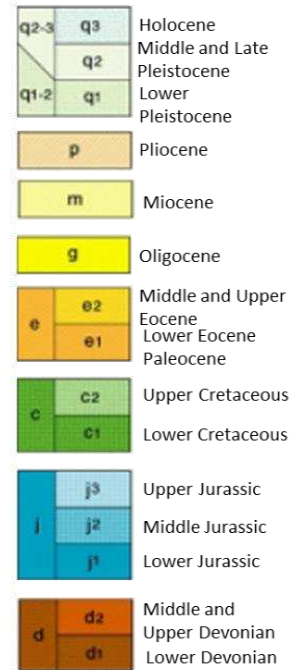 q2-3 q3 Holocene
q2 Middle and Late
Pleistocene
q1-2 q1 Lower
Pleistocene
p Pliocene
m Miocene
g Oligocene
e e2 Middle and Upper
Eocene
e1 Lower Eocene
Paleocene
c c2 Upper Cretaceous
c1 Lower Cretaceous
j j3 Upper Jurassic
j2 Middle Jurassic
j1 Lower Jurassic
d d2 Middle and
Upper Devonian
d1 Lower Devonian